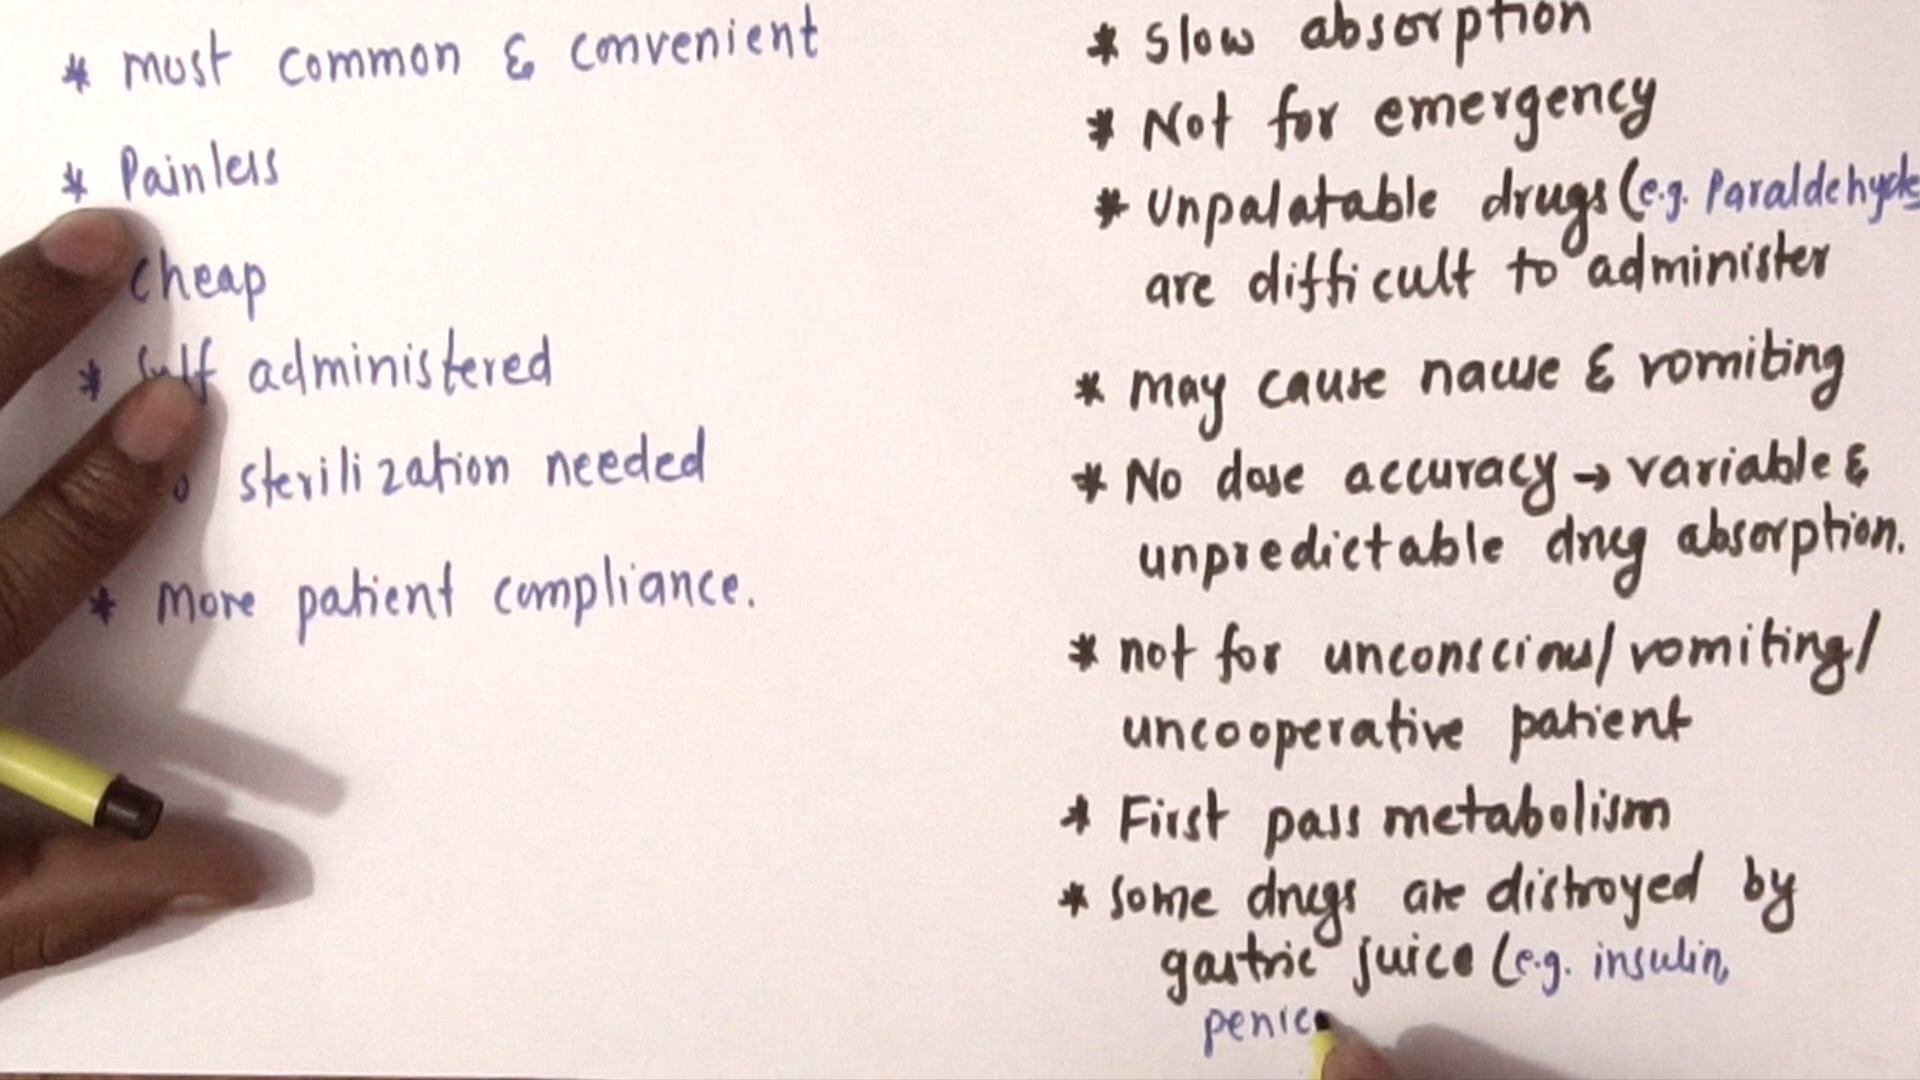 * most common & convenient
* Painless
cheap
* Self administered
sterilization needed
* More patient compliance.
* Slow absorption
* Not for emergency
* Unpalatable drugs (e.g. Paraldehyde
are difficult to administer
* may cause nause & vomiting
* No dose accuracy → variable &
unpredictable drug absorption.
* not for unconscious/vomiting/
uncooperative patient
* First pass metabolism
* Some drugs are distroyed by
gastric juice (e.g. insulin,
penic